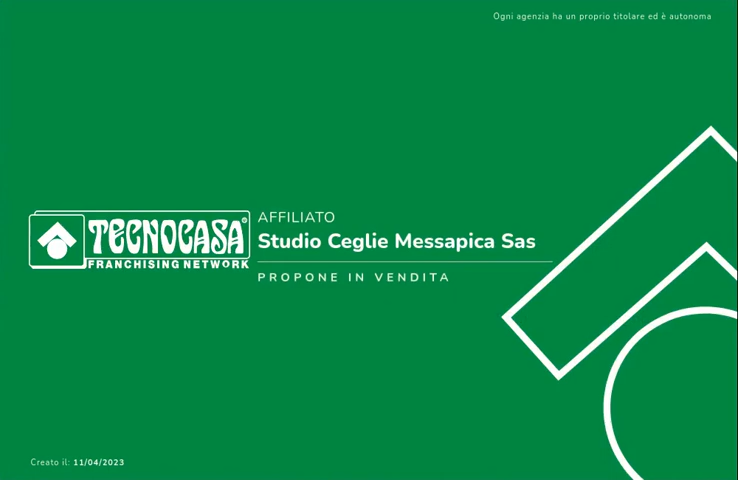 Ogni agenzia ha un proprio titolare ed è autonoma
AFFILIATO
TECNOCASA®
Studio Ceglie Messapica Sas
FRANCHISING NETWORK
PROPONE IN VENDITA
Creato il: 11/04/2023